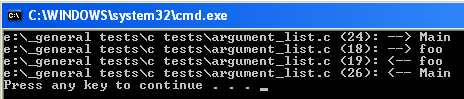 C:\WINDOWS\system32\cmd.exe
e:\_general tests\c tests\argument_list.c (24): --> Main
e:\_general tests\c tests\argument_list.c (18): --> foo
e:\_general tests\c tests\argument_list.c (19): <-- foo
e:\_general tests\c tests\argument_list.c (26): <-- Main
Press any key to continue . . . _